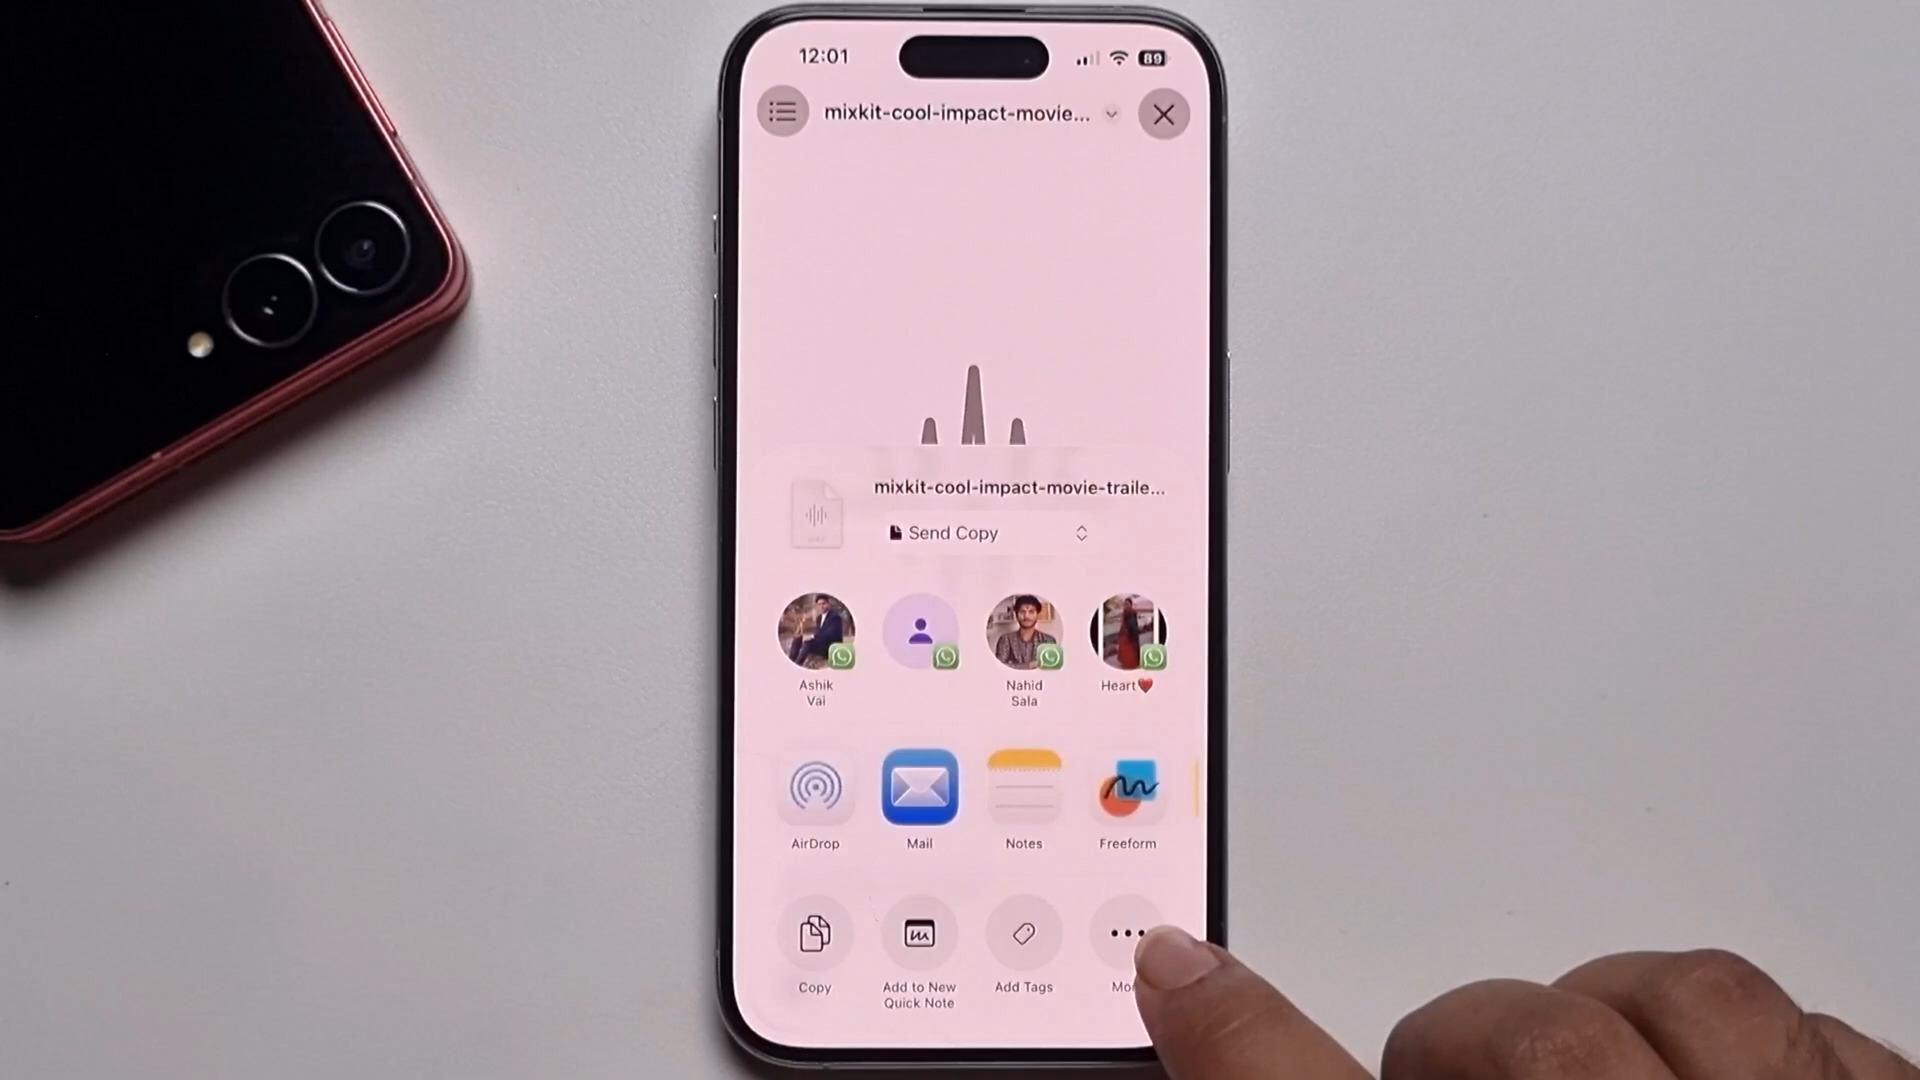 12:01
89
mixkit-cool-impact-movie...
mixkit-cool-impact-movie-traile...
Send Copy
Ashik
Vai
Nahid
Sala
Heart❤️
AirDrop
Mail
Notes
Freeform
Copy
Add to New
Quick Note
Add Tags